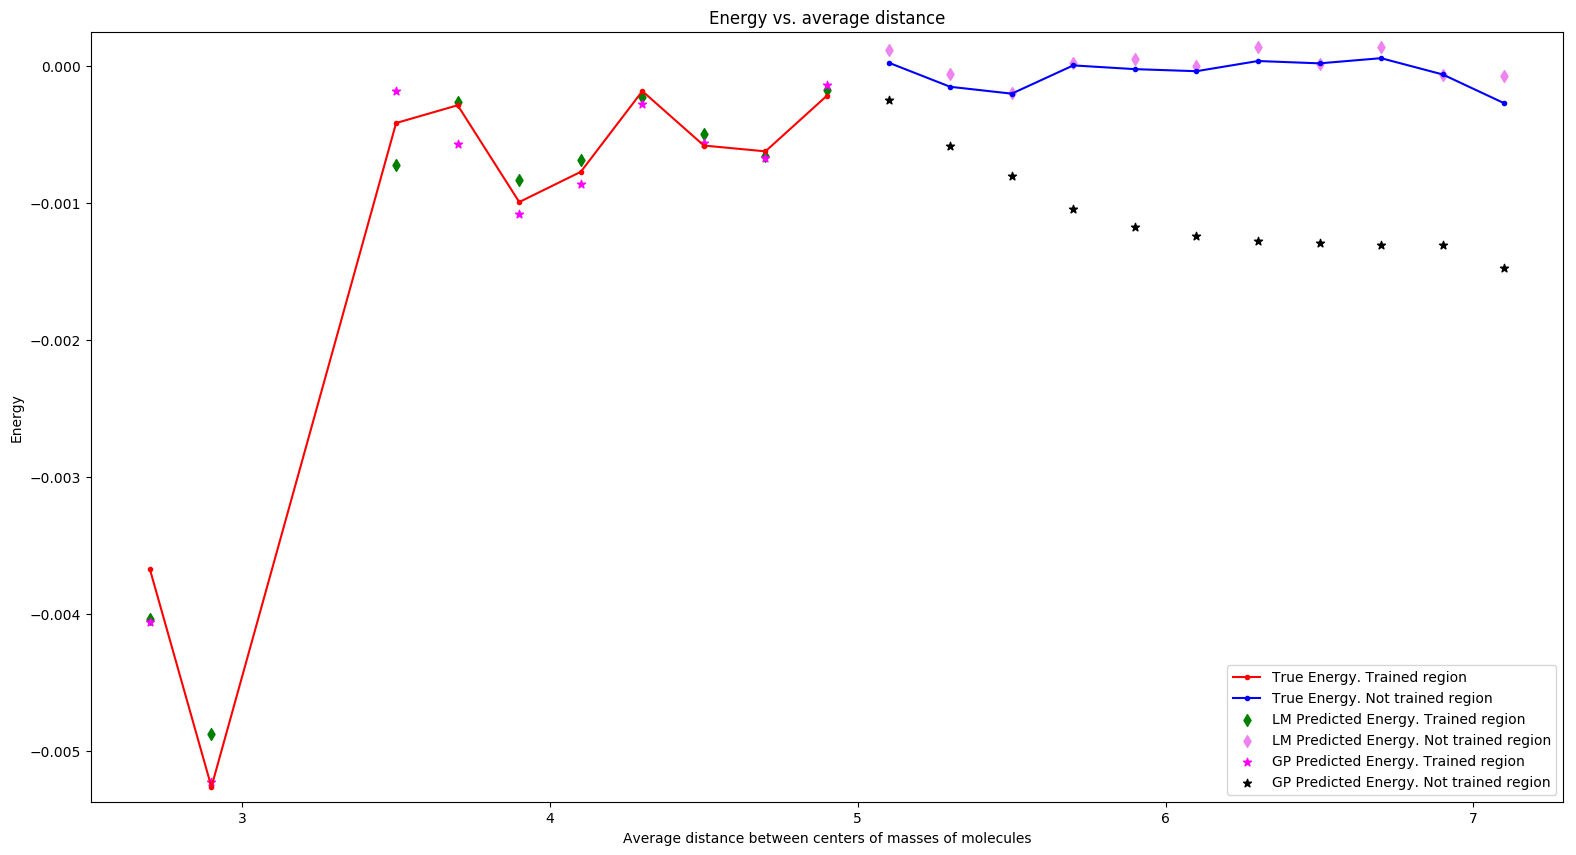 Energy vs. average distance
0.000
−0.001
−0.002
−0.003
−0.004
−0.005
Energy
3 4 5 6 7
Average distance between centers of masses of molecules
True Energy. Trained region
True Energy. Not trained region
LM Predicted Energy. Trained region
LM Predicted Energy. Not trained region
GP Predicted Energy. Trained region
GP Predicted Energy. Not trained region